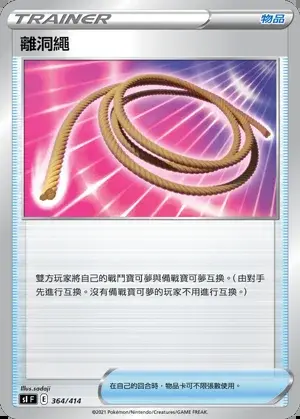 TRAINER
物品
離洞繩
雙方玩家將自己的戰鬥寶可夢與備戰寶可夢互換。（由對手
先進行互換。沒有備戰寶可夢的玩家不用進行互換。）
Illus.sadaji
sI F E 364/414
在自己的回合時，物品卡可不限張數使用。
©2021 Pokémon/Nintendo/Creatures/GAME FREAK.